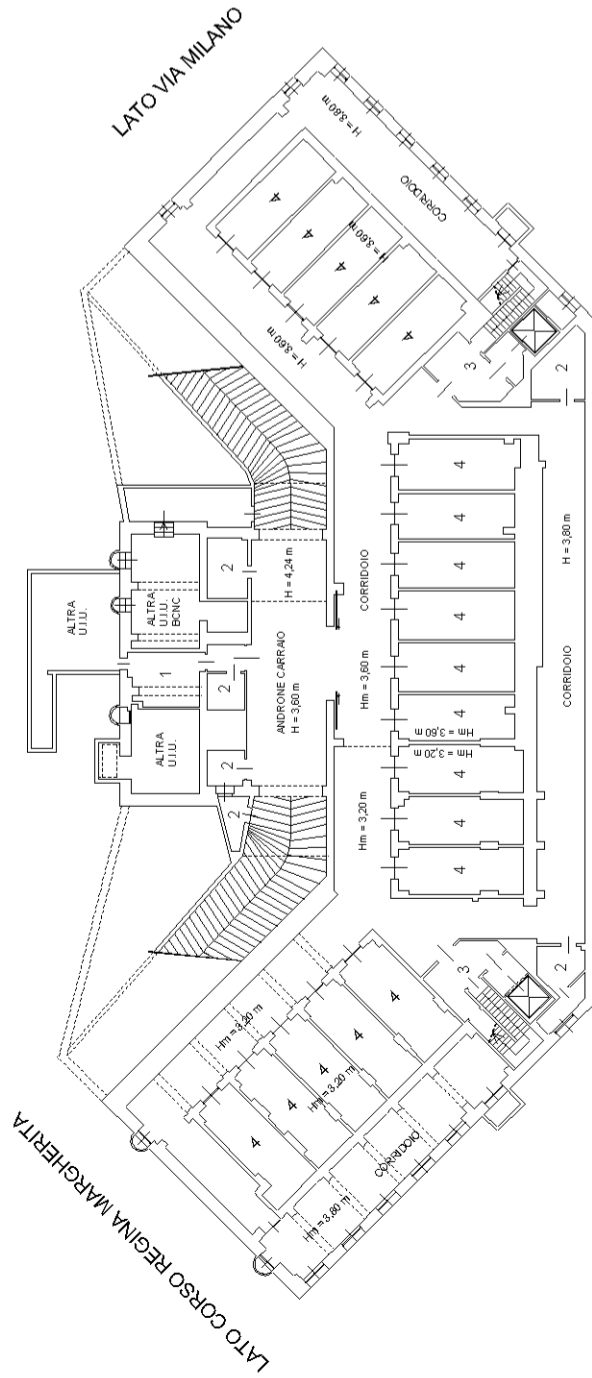 LATO VIA MILANO
H = 3,80 m
CORRIDOIO
4
4
4
H = 3,60 m
4
4
H = 3,60 m
3
2
ALTRA
U.I.U.
ALTRA
U.I.U.
BCNC
2
H = 4,24 m
1
2
ALTRA
U.I.U.
2
2
ANDRONE CARRAIO
H = 3,60 m
CORRIDOIO
Hm = 3,60 m
Hm = 3,20 m
4
4
4
4
4
4
Hm = 3,60 m
Hm = 3,20 m
4
4
4
H = 3,80 m
CORRIDOIO
3
2
Hm = 3,20 m
4
4
4
Hm = 3,20 m
4
4
CORRIDOIO
Hm = 3,80 m
LATO CORSO REGINA MARGHERITA